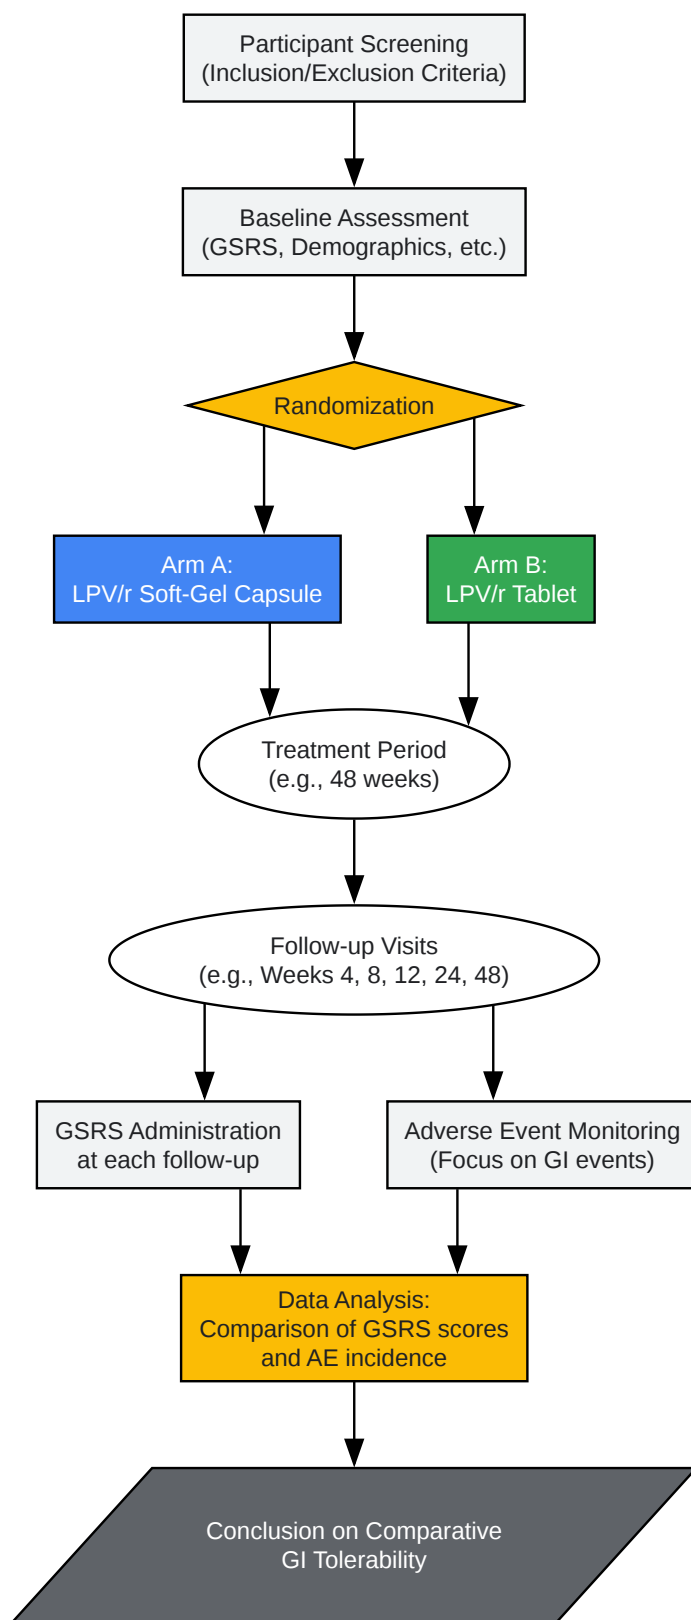 Participant Screening
(Inclusion/Exclusion Criteria)
Baseline Assessment
(GSRS, Demographics, etc.)
Randomization
Arm A:
LPV/r Soft-Gel Capsule
Arm B:
LPV/r Tablet
Treatment Period
(e.g., 48 weeks)
Follow-up Visits
(e.g., Weeks 4, 8, 12, 24, 48)
GSRS Administration
at each follow-up
Adverse Event Monitoring
(Focus on GI events)
Data Analysis:
Comparison of GSRS scores
and AE incidence
Conclusion on Comparative
GI Tolerability